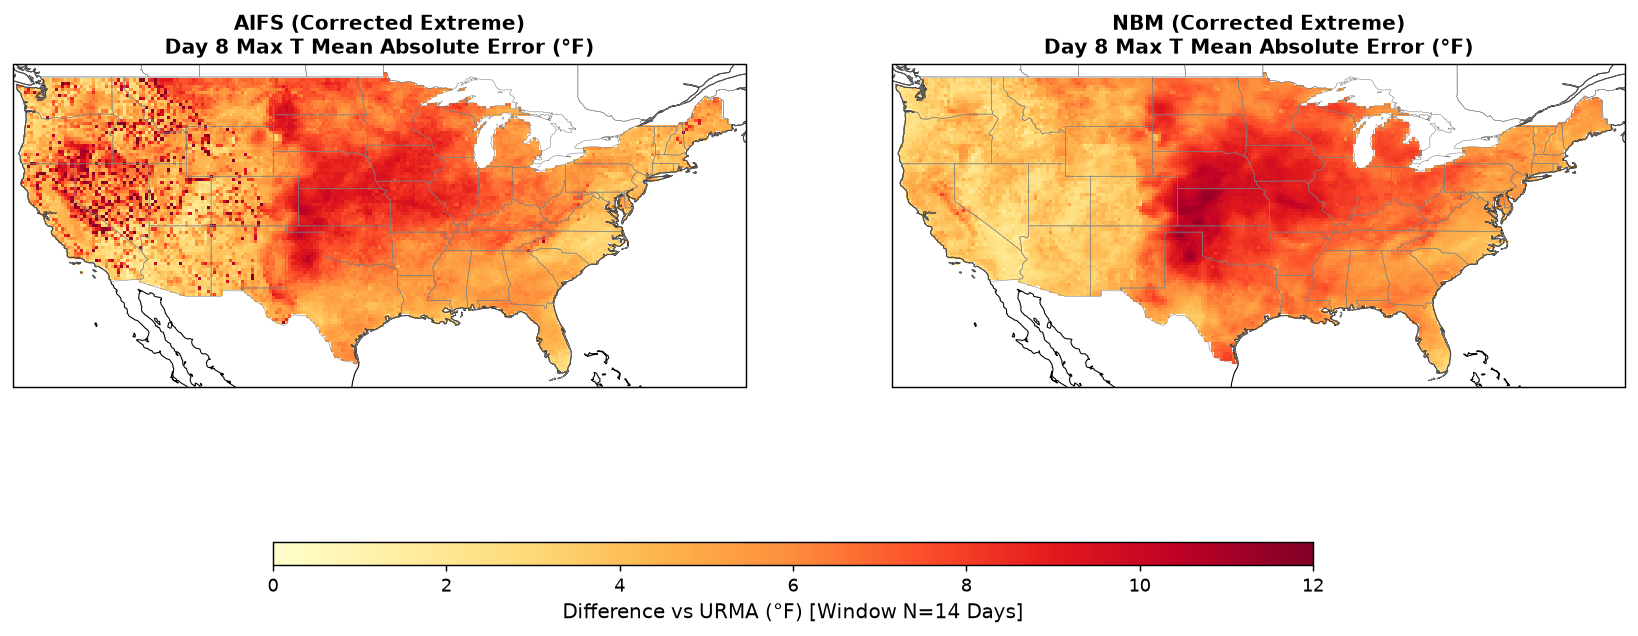 AIFS (Corrected Extreme)
Day 8 Max T Mean Absolute Error (°F)
NBM (Corrected Extreme)
Day 8 Max T Mean Absolute Error (°F)
0 2 4 6 8 10 12
Difference vs URMA (°F) [Window N=14 Days]